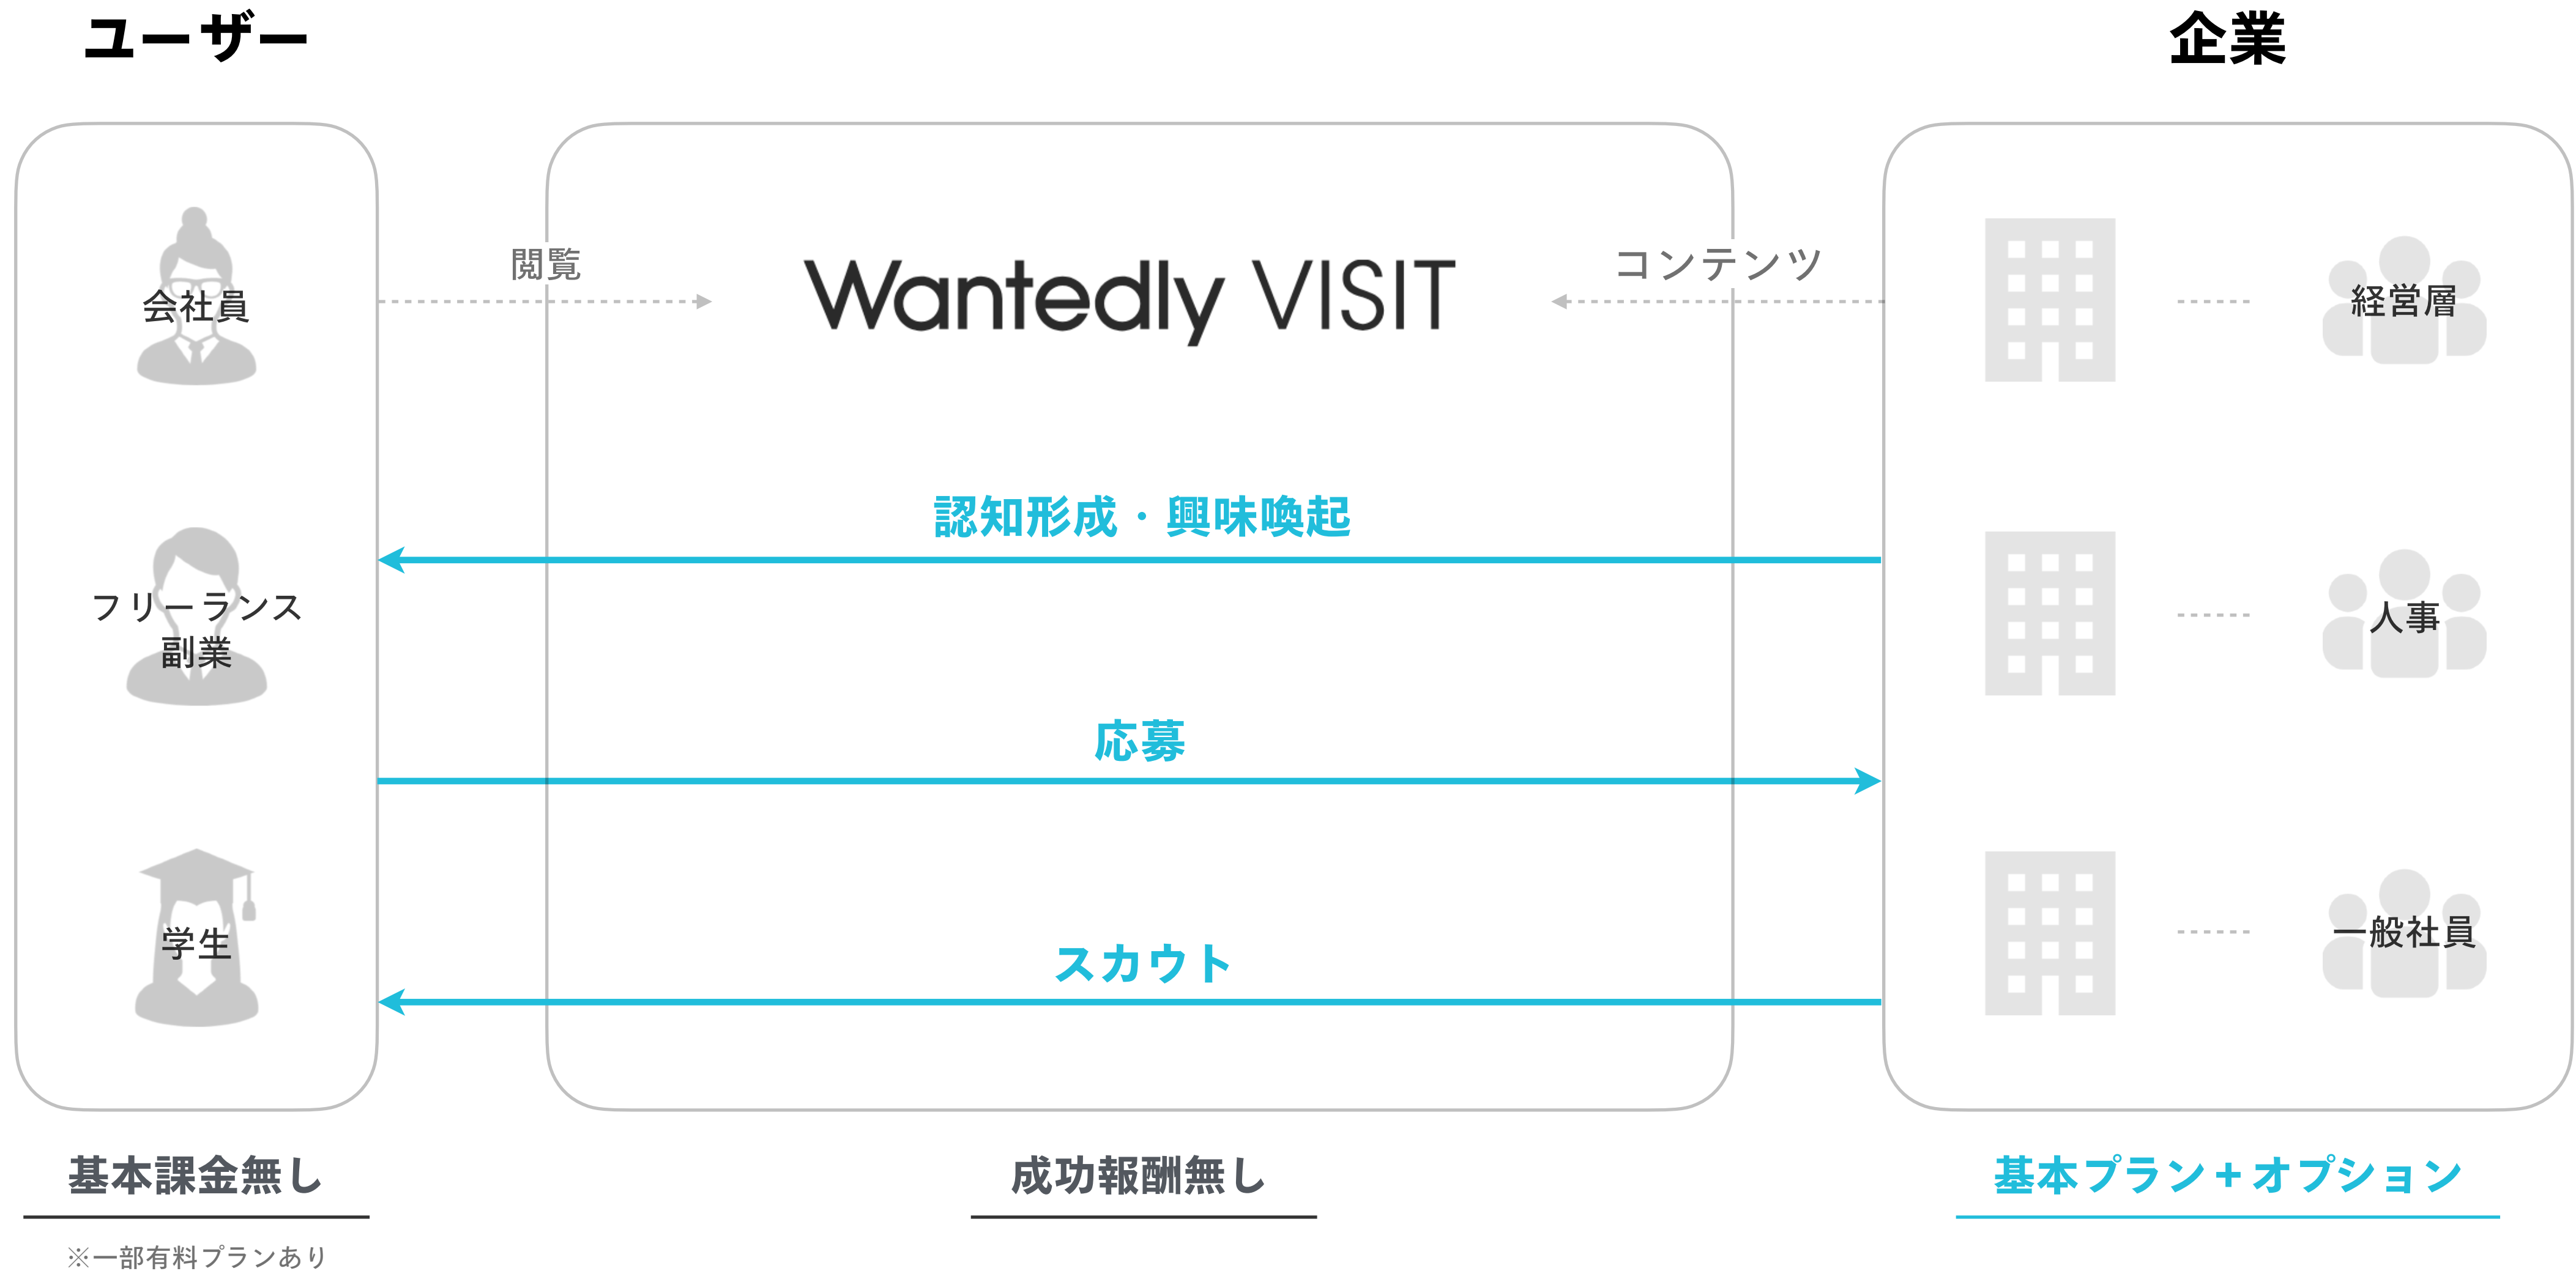 ユーザー
企業
会社員
閲覧
Wantedly VISIT
コンテンツ
経営層
認知形成・興味喚起
フリーランス
副業
人事
応募
学生
スカウト
一般社員
基本課金無し
成功報酬無し
基本プラン+オプション
※一部有料プランあり